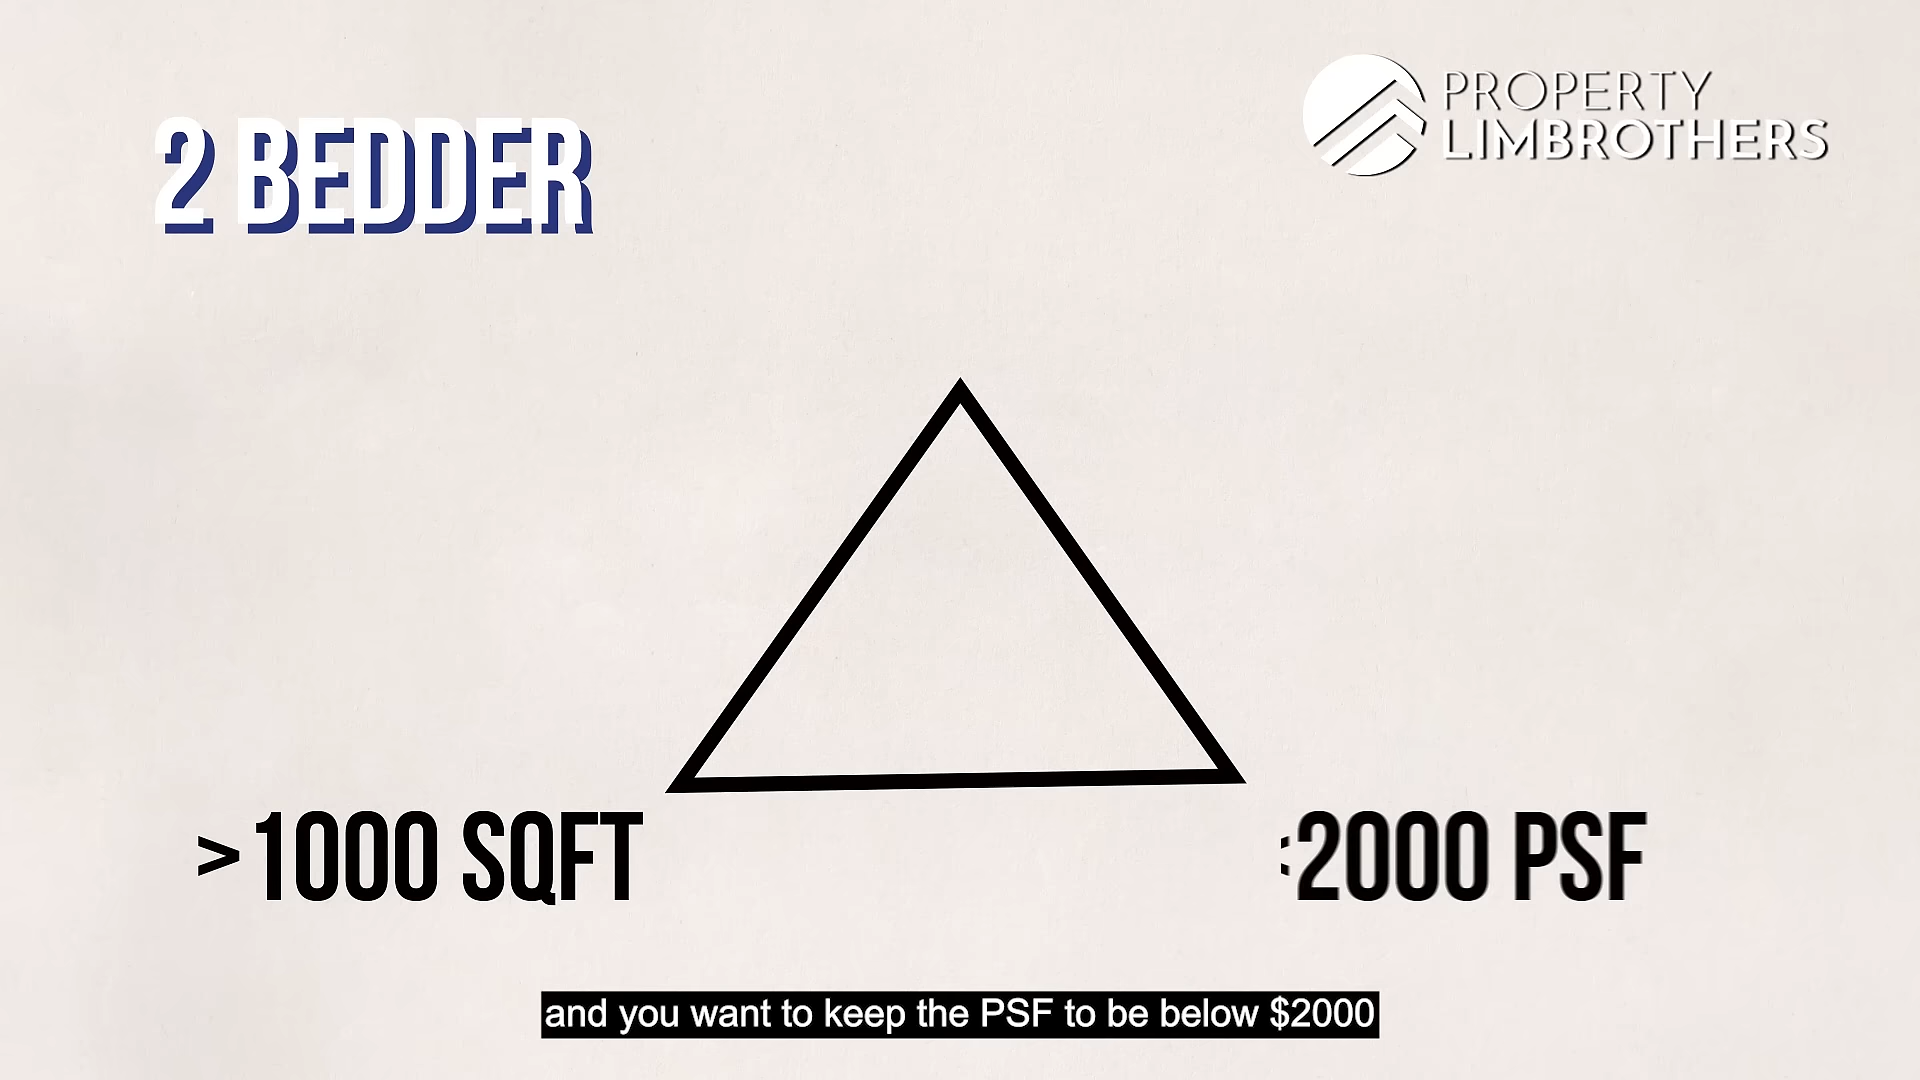 2 BEDDER
PROPERTY
LIMBROTHERS
>1000 SQFT
2000 PSF
and you want to keep the PSF to be below $2000